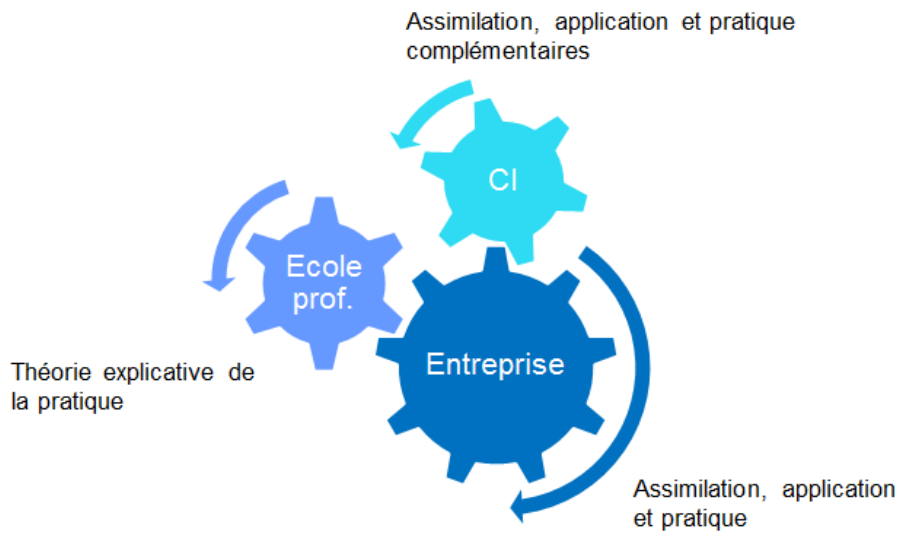 Assimilation, application et pratique
complémentaires
CI
Ecole
prof.
Entreprise
Théorie explicative de
la pratique
Assimilation, application
et pratique